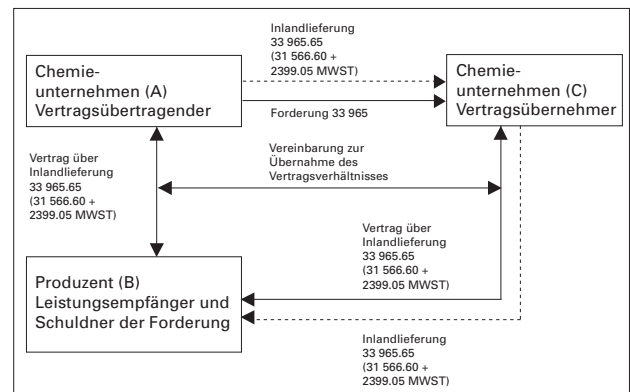 Inlandlieferung
33 965.65
(31 566.60 +
2399.05 MWST)
Chemie-
unternehmen (A)
Vertragsübertragender
Chemie-
unternehmen (C)
Vertragsübernehmer
Forderung 33 965
Vertrag über
Inlandlieferung
33 965.65
(31 566.60 +
2399.05 MWST)
Vereinbarung zur
Übernahme des
Vertragsverhältnisses
Vertrag über
Inlandlieferung
33 965.65
(31 566.60 +
2399.05 MWST)
Produzent (B)
Leistungsempfänger und
Schuldner der Forderung
Inlandlieferung
33 965.65
(31 566.60 +
2399.05 MWST)